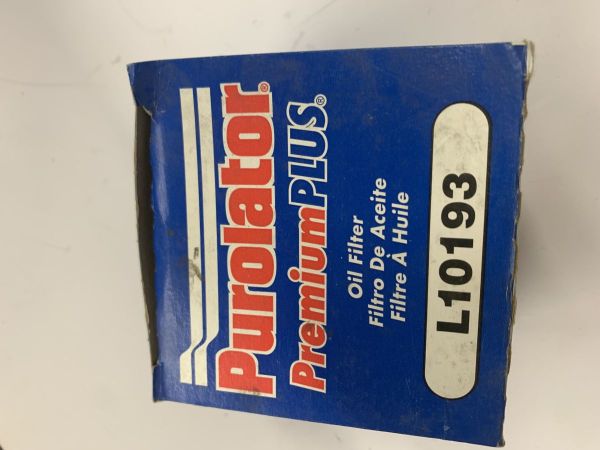 Purolator®
PremiumPLUS®
Oil Filter
Filtro De Aceite
Filtre À Huile
L10193